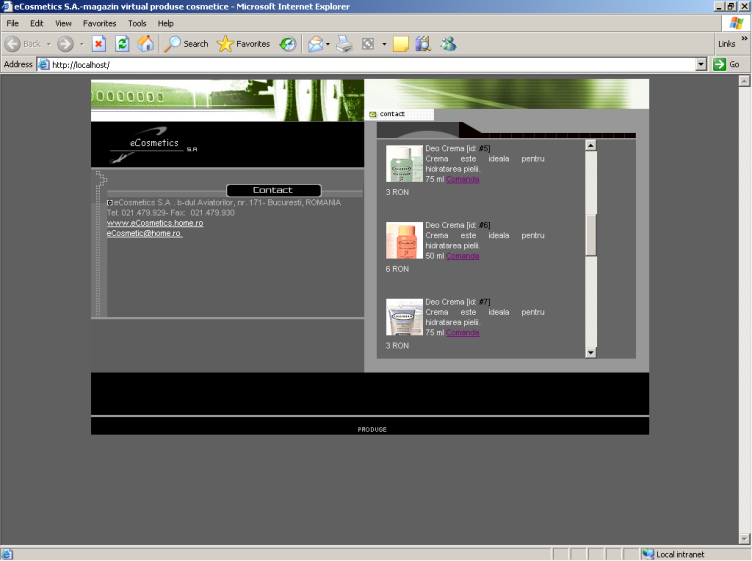 eCosmetics S.A.-magazin virtual produse cosmetice - Microsoft Internet Explorer
File Edit View Favorites Tools Help
Back Search Favorites Links »
Address http://localhost/ Go
contact
eCosmetics S.A
Contact
eCosmetics S.A . b-dul Aviatorilor, nr. 171- Bucuresti, ROMANIA
Tel: 021.479.929- Fax: 021.479.930
www.eCosmetics.home.ro
eCosmetic@home.ro
Deo Crema [id: #5]
Crema este ideala pentru
hidratarea pielii.
75 ml Comanda
3 RON
Deo Crema [id: #6]
Crema este ideala pentru
hidratarea pielii.
50 ml Comanda
6 RON
Deo Crema [id: #7]
Crema este ideala pentru
hidratarea pielii.
75 ml Comanda
3 RON
PRODUSE
Local intranet